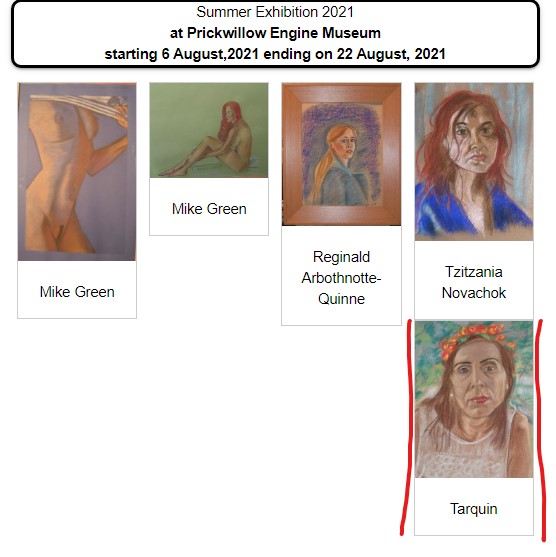 Summer Exhibition 2021
at Prickwillow Engine Museum
starting 6 August,2021 ending on 22 August, 2021
Mike Green
Mike Green
Reginald
Arbothnotte-
Quinne
Tzitzania
Novachok
Tarquin